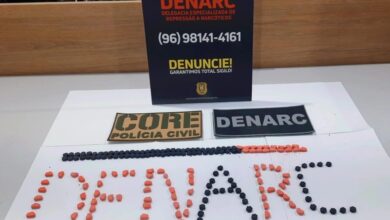 DENARC
DELEGACIA ESPECIALIZADA DE
REPRESSÃO A NARCÓTICOS
(96) 98141-4161
DENUNCIE!
GARANTIMOS TOTAL SIGILO!
CORE
POLÍCIA CIVIL
DENARC
DENARC